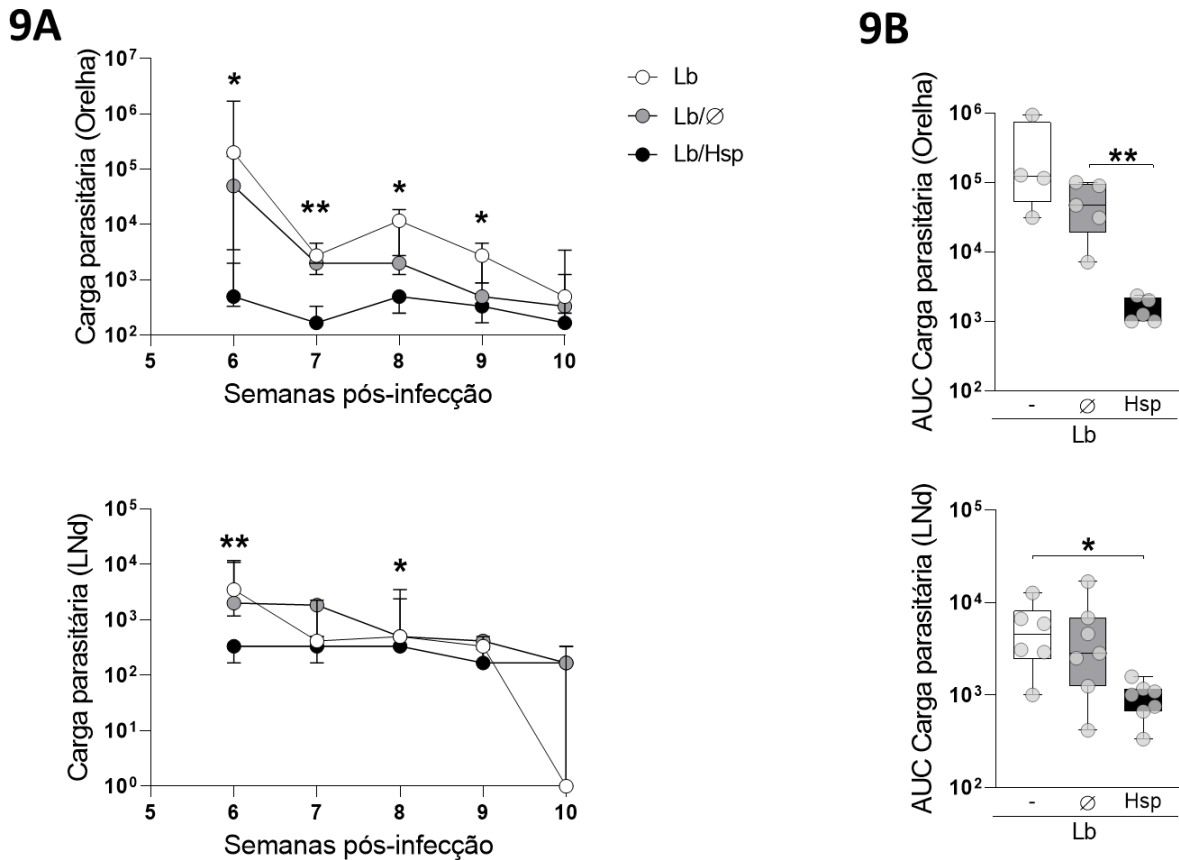 9A
Carga parasitária (Orelha)
10⁷
10⁶
10⁵
10⁴
10³
10²
* ** * *
5 6 7 8 9 10
Semanas pós-infecção
Lb
Lb/∅
Lb/Hsp
9B
AUC Carga parasitária (Orelha)
10⁶
10⁵
10⁴
10³
10²
**
- ∅ Hsp
Lb
Carga parasitária (LNd)
10⁵
10⁴
10³
10²
10¹
10⁰
** *
5 6 7 8 9 10
Semanas pós-infecção
AUC Carga parasitária (LNd)
10⁵
10⁴
10³
10²
*
- ∅ Hsp
Lb